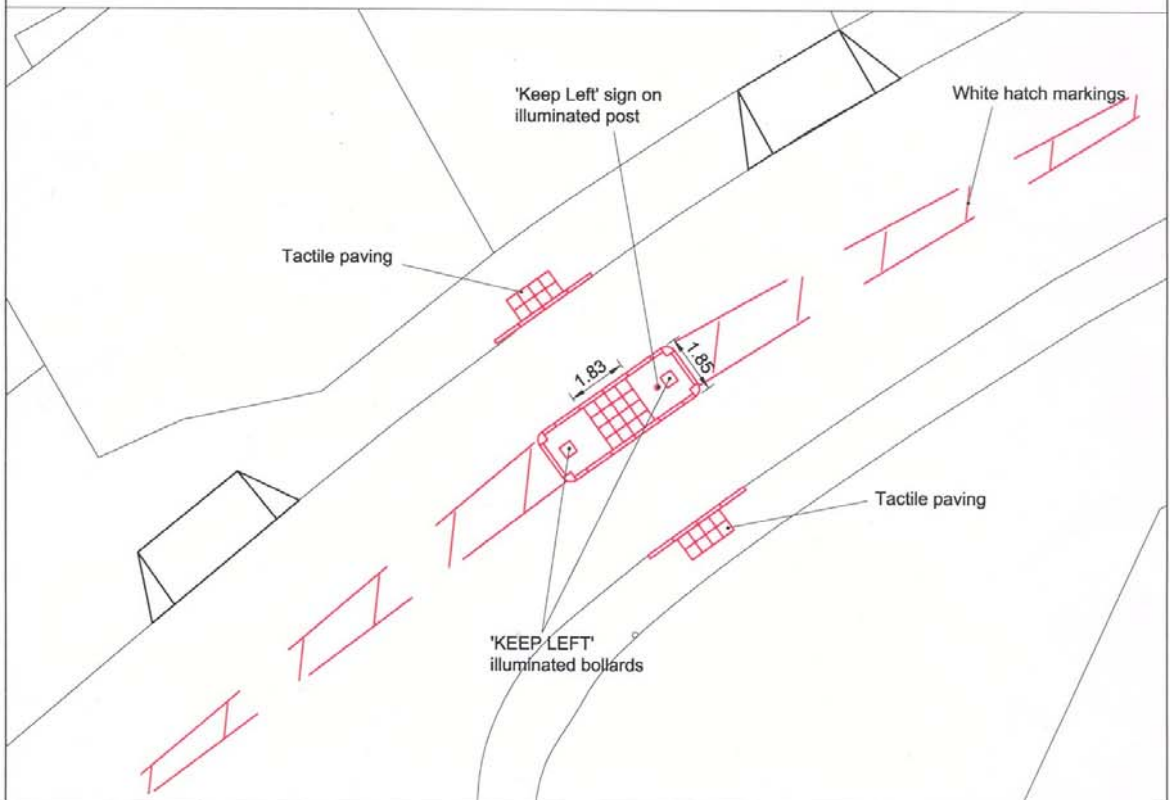 'Keep Left' sign on
illuminated post
White hatch markings
Tactile paving
1.83
1.85
Tactile paving
'KEEP LEFT'
illuminated bollards